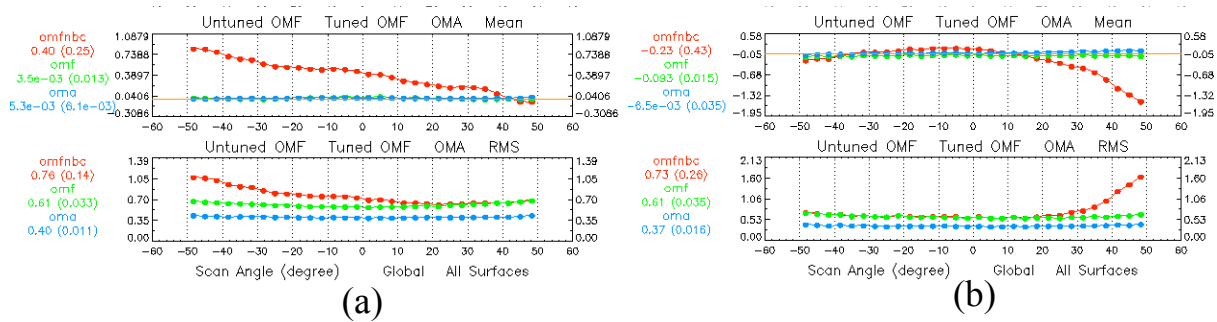 Untuned OMF Tuned OMF OMA Mean
omfnbc
0.40 (0.25)
omf
3.5e-03 (0.013)
oma
5.3e-03 (6.1e-03)
1.0879
0.7388
0.3897
0.0406
-0.3086
1.0879
0.7388
0.3897
0.0406
-0.3086
-60 -50 -40 -30 -20 -10 0 10 20 30 40 50 60
Untuned OMF Tuned OMF OMA RMS
omfnbc
0.76 (0.14)
omf
0.61 (0.033)
oma
0.40 (0.011)
1.39
1.05
0.70
0.35
0.00
1.39
1.05
0.70
0.35
0.00
-60 -50 -40 -30 -20 -10 0 10 20 30 40 50 60
Scan Angle (degree) Global All Surfaces
(a)
Untuned OMF Tuned OMF OMA Mean
omfnbc
-0.23 (0.43)
omf
-0.093 (0.015)
oma
-6.5e-03 (0.035)
0.58
-0.05
-0.68
-1.32
-1.95
0.58
-0.05
-0.68
-1.32
-1.95
-60 -50 -40 -30 -20 -10 0 10 20 30 40 50 60
Untuned OMF Tuned OMF OMA RMS
omfnbc
0.73 (0.26)
omf
0.61 (0.035)
oma
0.37 (0.016)
2.13
1.60
1.06
0.53
0.00
2.13
1.60
1.06
0.53
0.00
-60 -50 -40 -30 -20 -10 0 10 20 30 40 50 60
Scan Angle (degree) Global All Surfaces
(b)